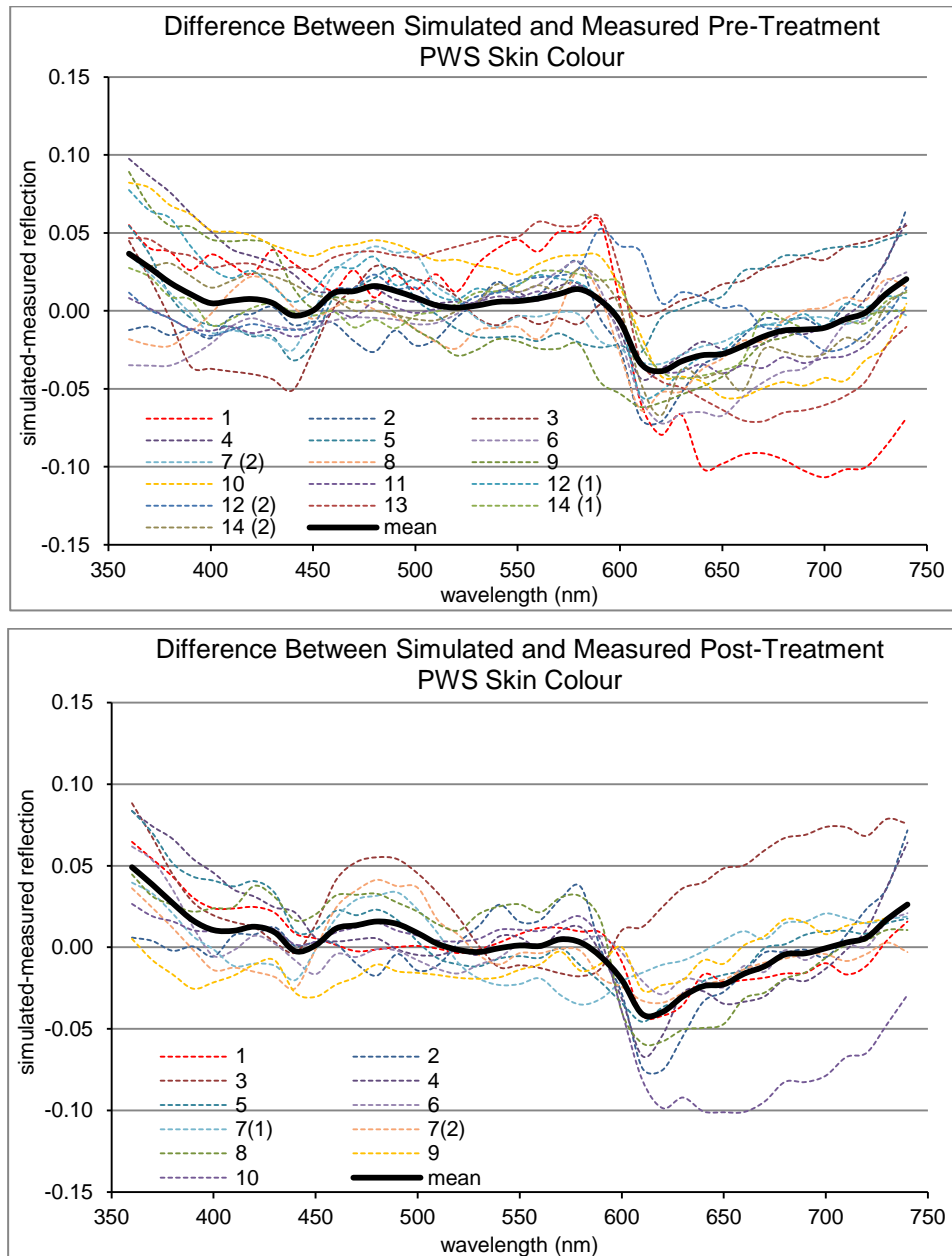 Difference Between Simulated and Measured Pre-Treatment
PWS Skin Colour
simulated-measured reflection
0.15
0.10
0.05
0.00
-0.05
-0.10
-0.15
1 2 3
4 5 6
7 (2) 8 9
10 11 12 (1)
12 (2) 13 14 (1)
14 (2) mean
350 400 450 500 550 600 650 700 750
wavelength (nm)
Difference Between Simulated and Measured Post-Treatment
PWS Skin Colour
simulated-measured reflection
0.15
0.10
0.05
0.00
-0.05
-0.10
-0.15
1 2
3 4
5 6
7(1) 7(2)
8 9
10 mean
350 400 450 500 550 600 650 700 750
wavelength (nm)